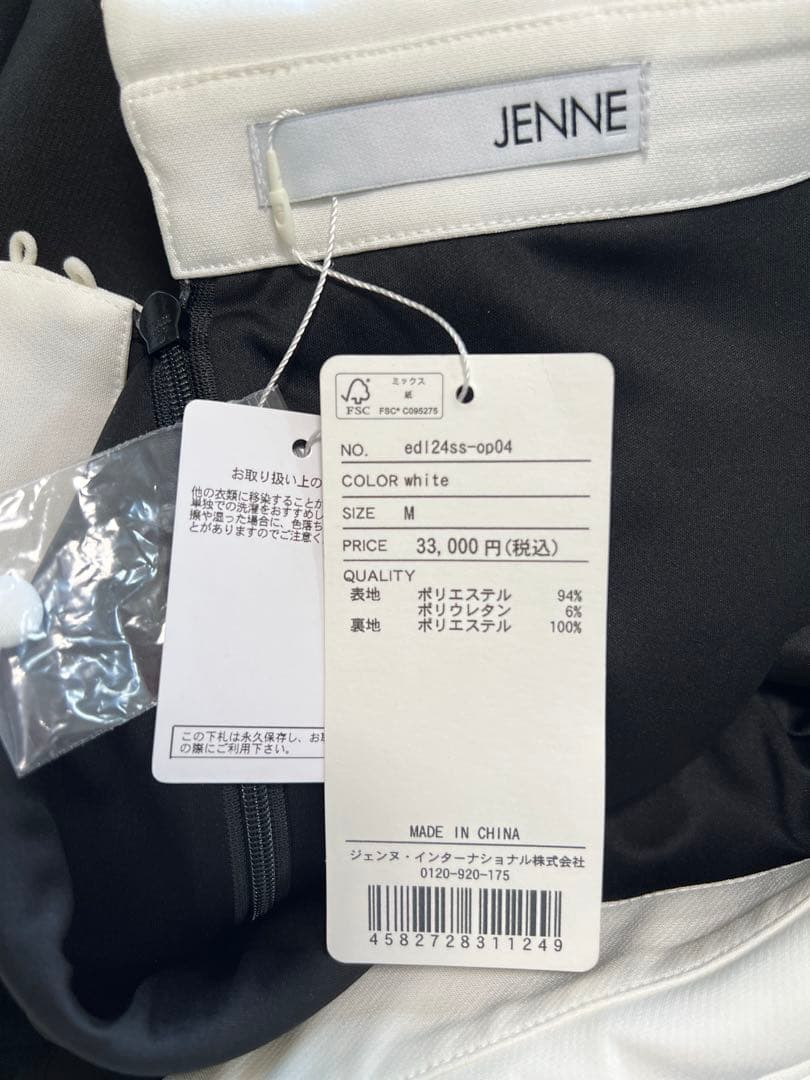 JENNE
FSC
ミックス
紙
FSC® C095275
NO. edl24ss-op04
COLOR white
SIZE M
PRICE 33,000円(税込)
QUALITY
表地 ポリエステル 94%
ポリウレタン 6%
裏地 ポリエステル 100%
MADE IN CHINA
ジェンヌ・インターナショナル株式会社
0120-920-175
4582728311249
お取り扱い上の
他の衣類に移染することが
単独での洗濯をおすすめし
擦や湿った場合に、色落ち
とがありますのでご注意く
この下札は永久保存し、お
の際にご利用下さい。